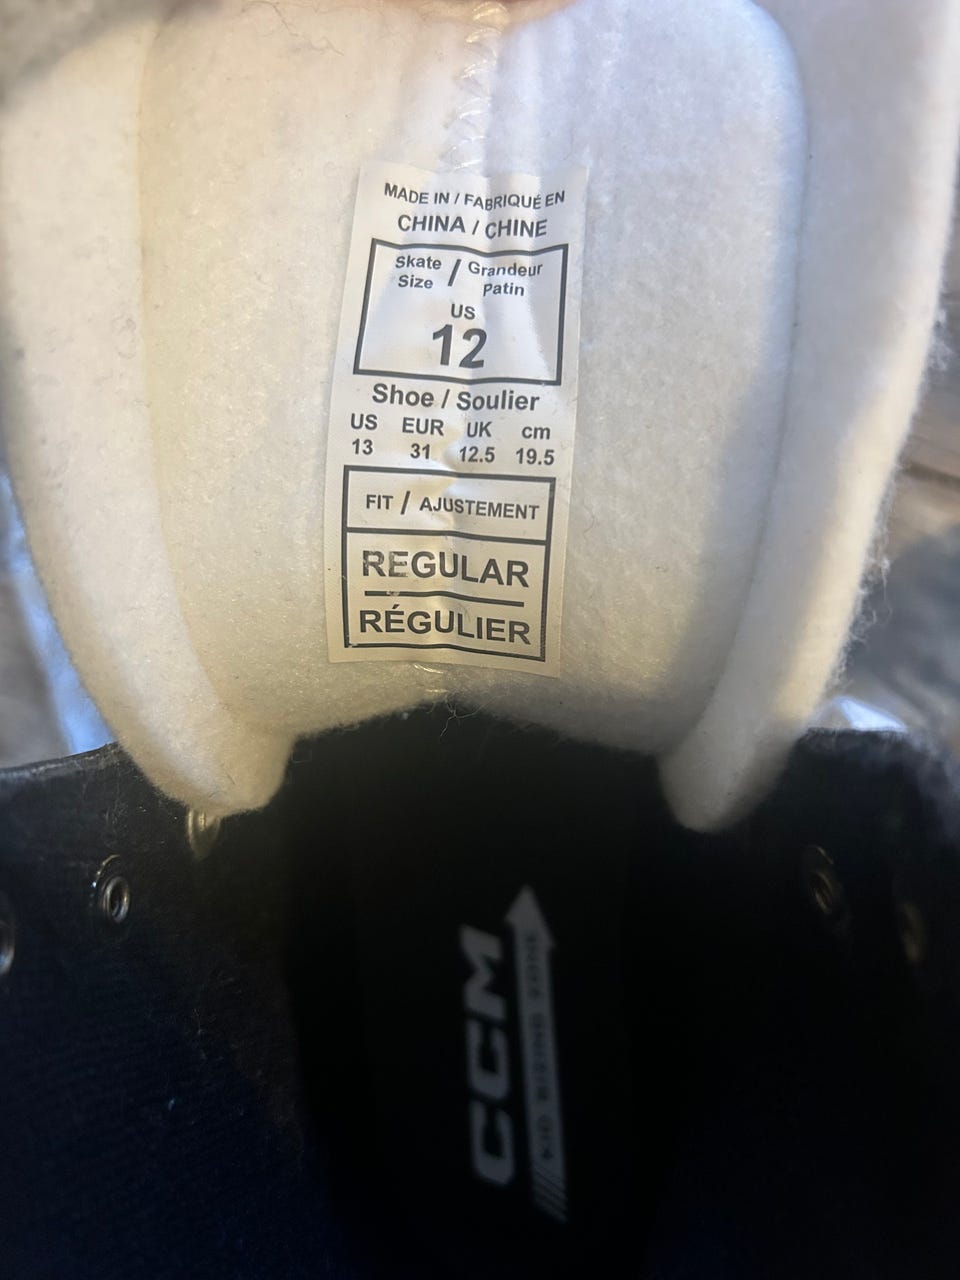 MADE IN / FABRIQUÉ EN
CHINA / CHINE
Skate Size / Grandeur Patin
US
12
Shoe / Soulier
US EUR UK cm
13 31 12.5 19.5
FIT / AJUSTEMENT
REGULAR
RÉGULIER
CCM